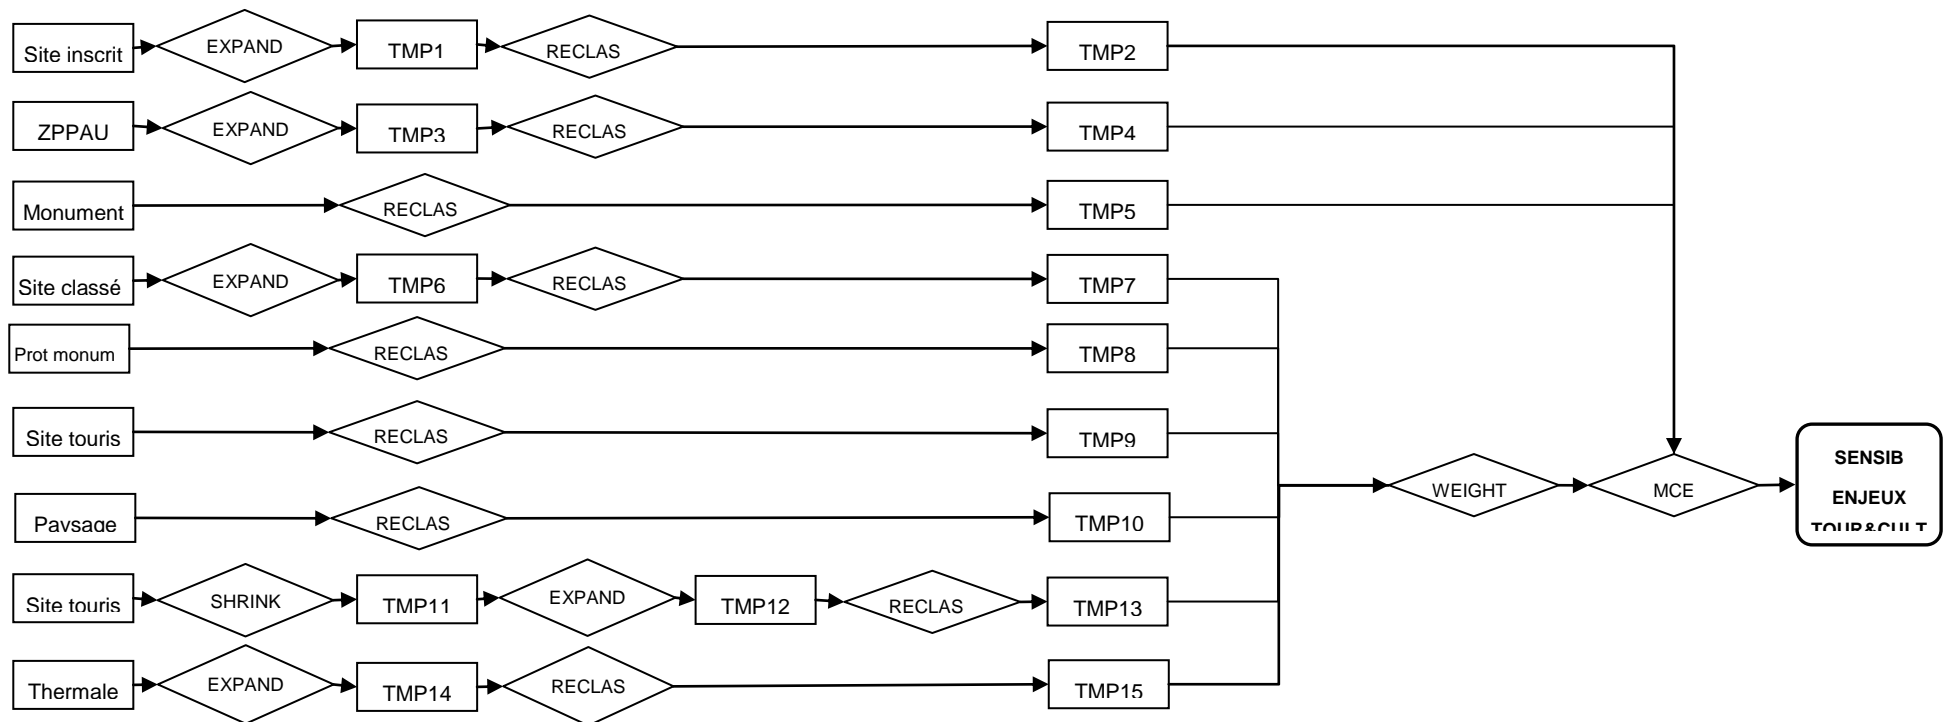 Site inscrit EXPAND TMP1 RECLAS TMP2
ZPPAU EXPAND TMP3 RECLAS TMP4
Monument RECLAS TMP5
Site classé EXPAND TMP6 RECLAS TMP7
Prot monum RECLAS TMP8
Site touris RECLAS TMP9
Paysage RECLAS TMP10
Site touris SHRINK TMP11 EXPAND TMP12 RECLAS TMP13
Thermale EXPAND TMP14 RECLAS TMP15
WEIGHT MCE
SENSIB
ENJEUX
TOUR&CULT